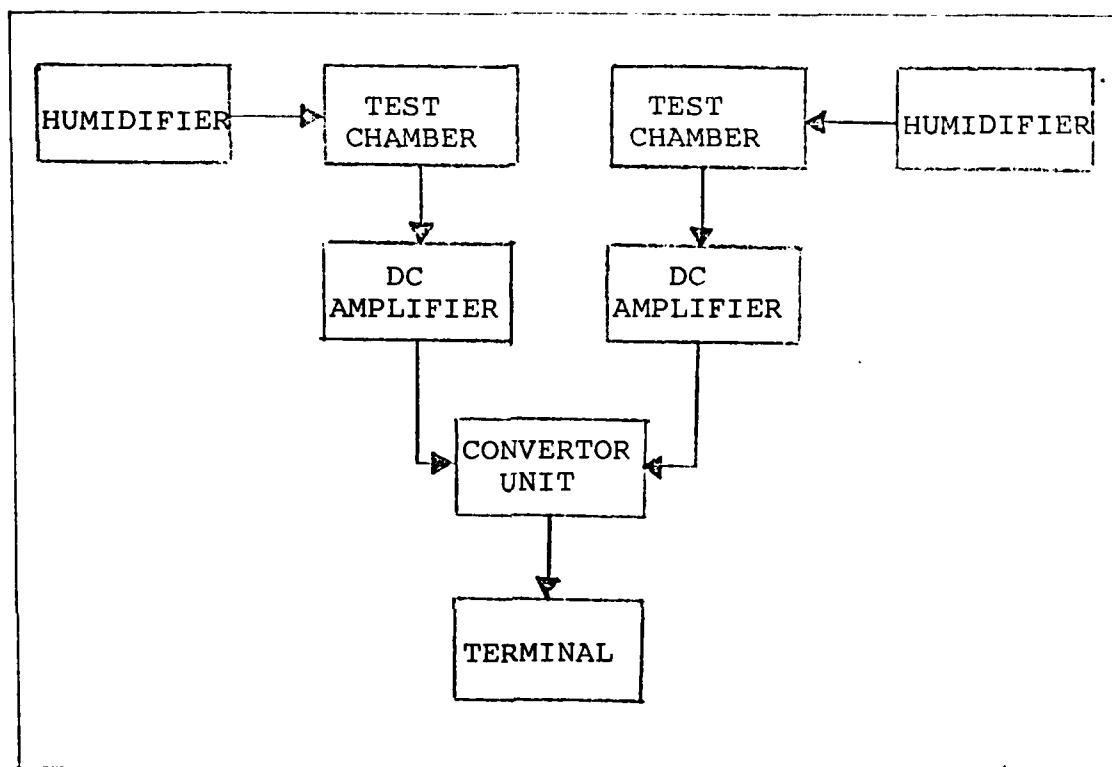 HUMIDIFIER
TEST
CHAMBER
TEST
CHAMBER
HUMIDIFIER
DC
AMPLIFIER
DC
AMPLIFIER
CONVERTOR
UNIT
TERMINAL